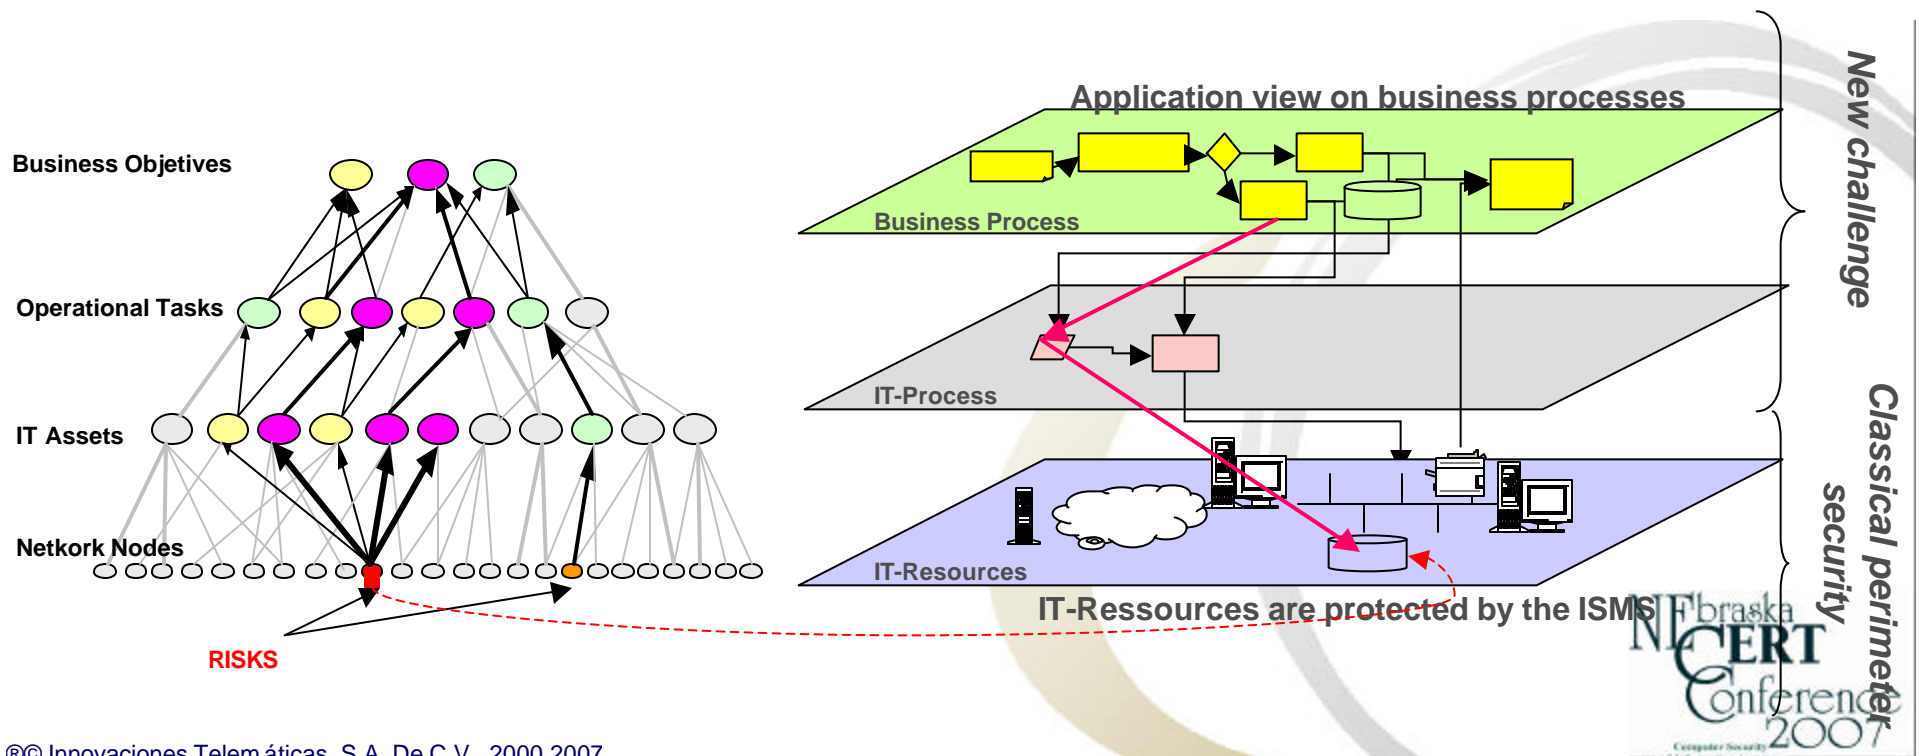 Business Objetives
Operational Tasks
IT Assets
Netkork Nodes
RISKS
Application view on business processes
Business Process
IT-Process
IT-Resources
IT-Ressources are protected by the ISMS
New challenge
Classical perimeter
security
NEbraska
CERT
Conference
2007
Computer Security
®© Innovaciones Telem áticas, S.A. De C.V., 2000,2007